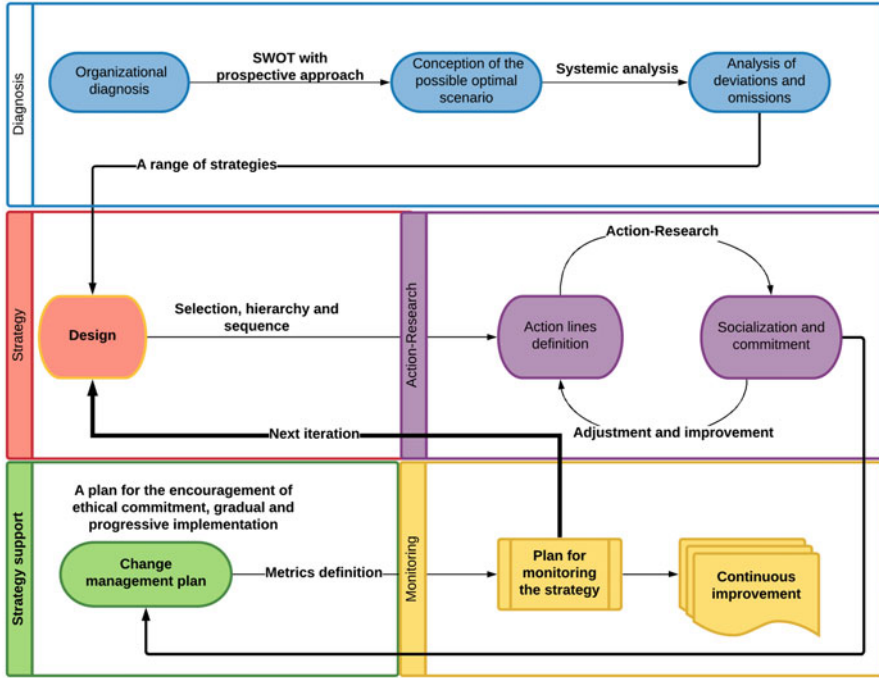 Diagnosis
Organizational
diagnosis
SWOT with
prospective approach
Conception of the
possible optimal
scenario
Systemic analysis
Analysis of
deviations and
omissions
A range of strategies
Strategy
Design
Selection, hierarchy and
sequence
Action-Research
Action-Research
Action lines
definition
Socialization and
commitment
Adjustment and improvement
Next iteration
Strategy support
A plan for the encouragement of
ethical commitment, gradual and
progressive implementation
Change
management plan
Metrics definition
Monitoring
Plan for
monitoring
the strategy
Continuous
improvement